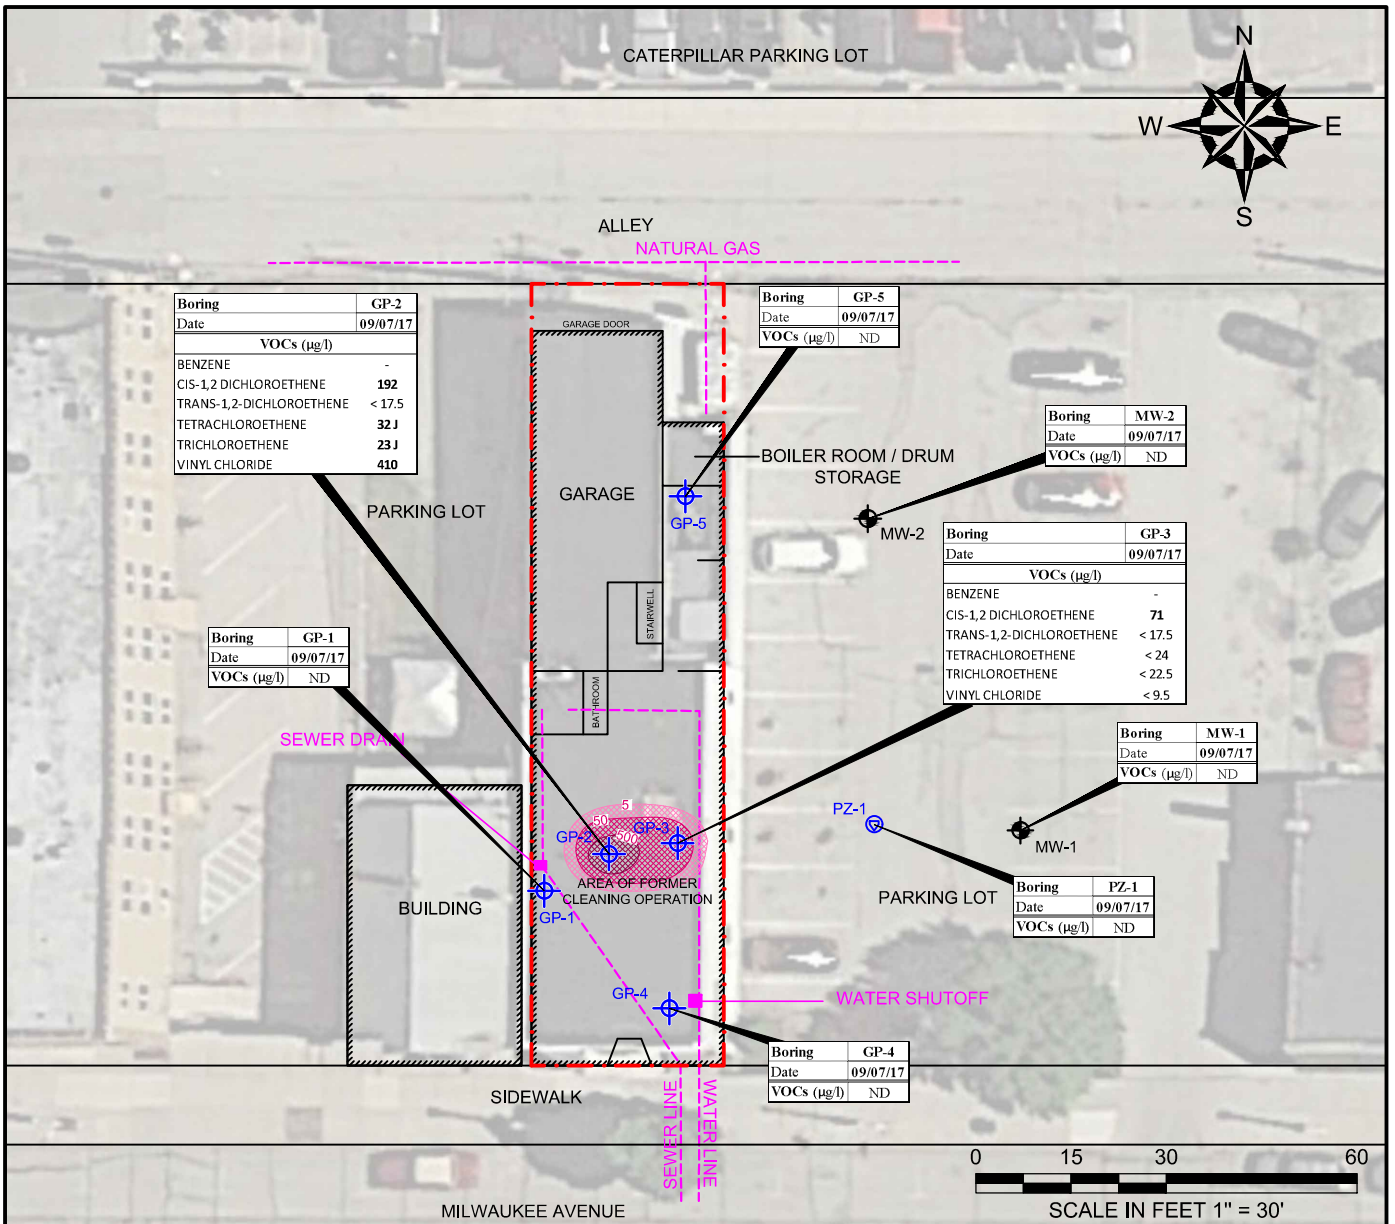 CATERPILLAR PARKING LOT
N
W E
S
ALLEY
NATURAL GAS
Boring GP-2
Date 09/07/17
VOCs (µg/l)
BENZENE -
CIS-1,2 DICHLOROETHENE 192
TRANS-1,2-DICHLOROETHENE < 17.5
TETRACHLOROETHENE 32 J
TRICHLOROETHENE 23 J
VINYL CHLORIDE 410
Boring GP-5
Date 09/07/17
VOCs (µg/l) ND
GARAGE DOOR
Boring MW-2
Date 09/07/17
VOCs (µg/l) ND
BOILER ROOM / DRUM
STORAGE
GARAGE
PARKING LOT
GP-5
MW-2
Boring GP-3
Date 09/07/17
VOCs (µg/l)
BENZENE -
CIS-1,2 DICHLOROETHENE 71
TRANS-1,2-DICHLOROETHENE < 17.5
TETRACHLOROETHENE < 24
TRICHLOROETHENE < 22.5
VINYL CHLORIDE < 9.5
STAIRWELL
Boring GP-1
Date 09/07/17
VOCs (µg/l) ND
BATHROOM
SEWER DRAIN
Boring MW-1
Date 09/07/17
VOCs (µg/l) ND
5
50
500
GP-2
GP-3
PZ-1
MW-1
AREA OF FORMER
CLEANING OPERATION
GP-1
BUILDING
PARKING LOT
Boring PZ-1
Date 09/07/17
VOCs (µg/l) ND
GP-4
WATER SHUTOFF
Boring GP-4
Date 09/07/17
VOCs (µg/l) ND
SIDEWALK
SEWER LINE
WATER LINE
MILWAUKEE AVENUE
0 15 30 60
SCALE IN FEET 1" = 30'